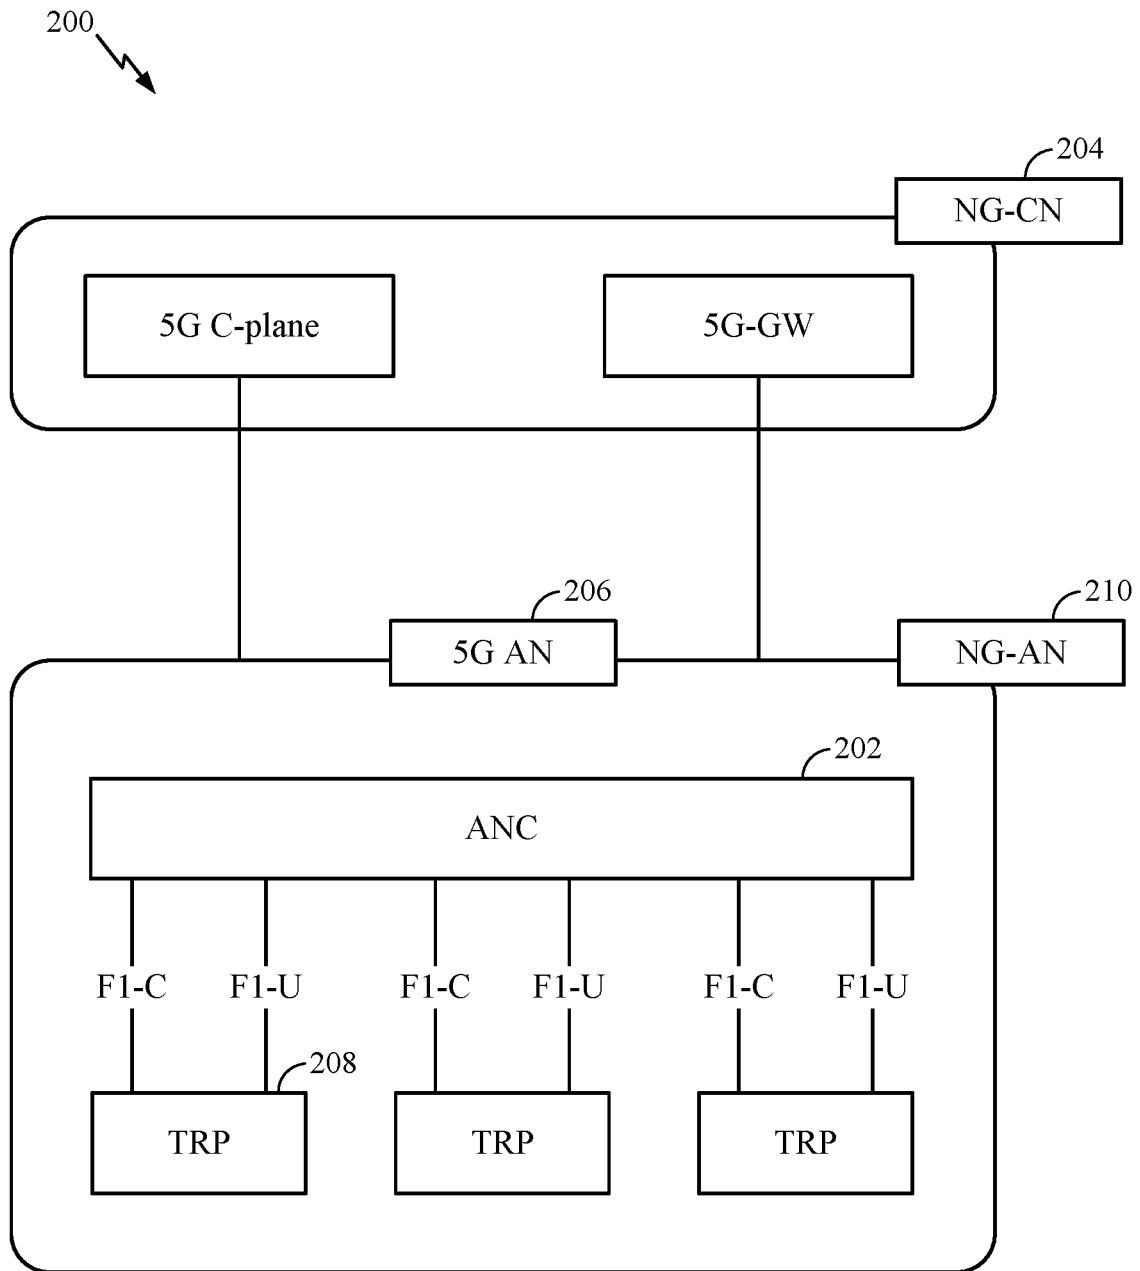 200
204
NG-CN
5G C-plane
5G-GW
206
210
5G AN
NG-AN
202
ANC
F1-C F1-U F1-C F1-U F1-C F1-U
208
TRP TRP TRP